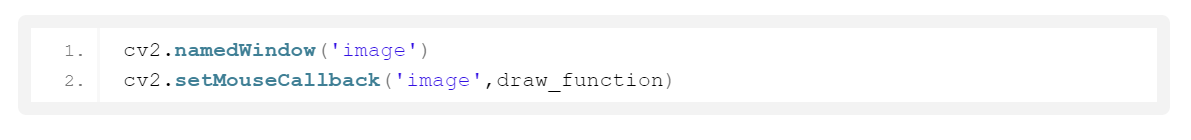 1. cv2.namedWindow('image')
2. cv2.setMouseCallback('image',draw_function)